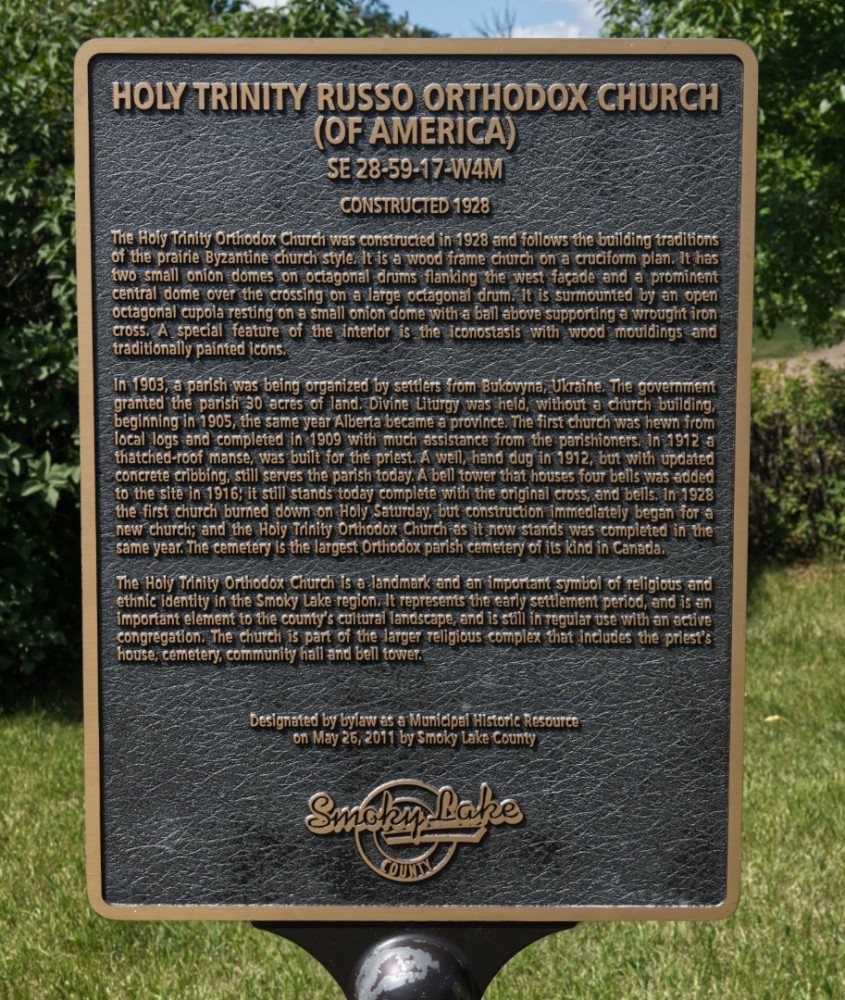 HOLY TRINITY RUSSO ORTHODOX CHURCH
(OF AMERICA)
SE 28-59-17-W4M
CONSTRUCTED 1928
The Holy Trinity Orthodox Church was constructed in 1928 and follows the building traditions
of the prairie Byzantine church style. It is a wood frame church on a cruciform plan. It has
two small onion domes on octagonal drums flanking the west façade and a prominent
central dome over the crossing on a large octagonal drum. It is surmounted by an open
octagonal cupola resting on a small onion dome with a ball above supporting a wrought iron
cross. A special feature of the interior is the iconostasis with wood mouldings and
traditionally painted icons.
In 1903, a parish was being organized by settlers from Bukovyna, Ukraine. The government
granted the parish 30 acres of land. Divine Liturgy was held, without a church building,
beginning in 1905, the same year Alberta became a province. The first church was hewn from
local logs and completed in 1909 with much assistance from the parishioners. In 1912 a
thatched-roof manse, was built for the priest. A well, hand dug in 1912, but with updated
concrete cribbing, still serves the parish today. A bell tower that houses four bells was added
to the site in 1916; it still stands today complete with the original cross, and bells. In 1928
the first church burned down on Holy Saturday, but construction immediately began for a
new church; and the Holy Trinity Orthodox Church as it now stands was completed in the
same year. The cemetery is the largest Orthodox parish cemetery of its kind in Canada.
The Holy Trinity Orthodox Church is a landmark and an important symbol of religious and
ethnic identity in the Smoky Lake region. It represents the early settlement period, and is an
important element to the county's cultural landscape, and is still in regular use with an active
congregation. The church is part of the larger religious complex that includes the priest's
house, cemetery, community hall and bell tower.
Designated by bylaw as a Municipal Historic Resource
on May 26, 2011 by Smoky Lake County
Smoky Lake
COUNTY